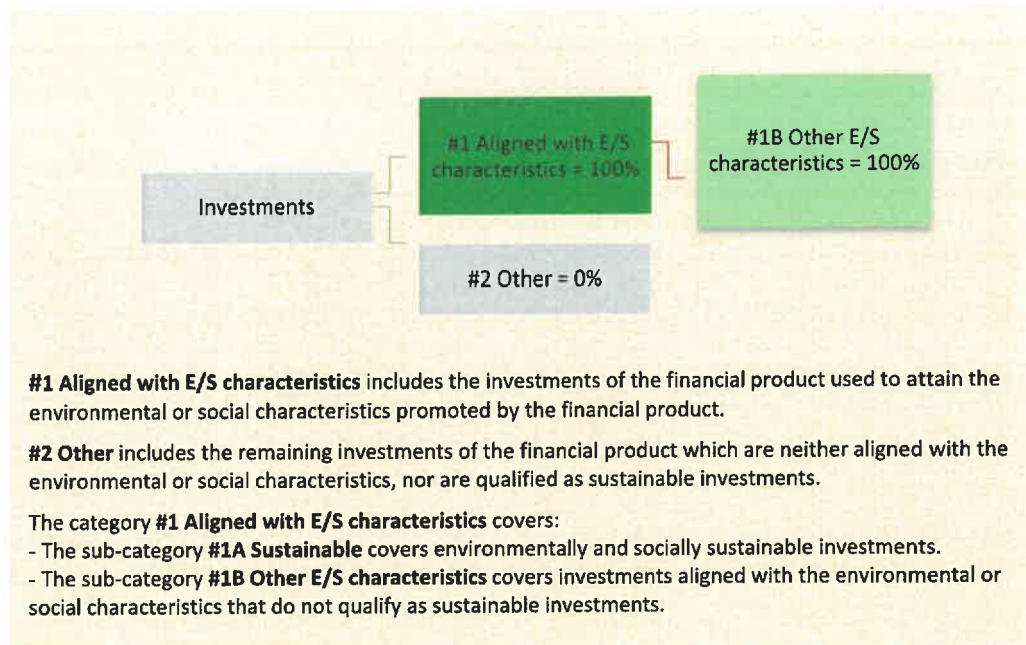 #1 Aligned with E/S
characteristics = 100%
#1B Other E/S
characteristics = 100%
Investments
#2 Other = 0%
#1 Aligned with E/S characteristics includes the investments of the financial product used to attain the
environmental or social characteristics promoted by the financial product.
#2 Other includes the remaining investments of the financial product which are neither aligned with the
environmental or social characteristics, nor are qualified as sustainable investments.
The category #1 Aligned with E/S characteristics covers:
- The sub-category #1A Sustainable covers environmentally and socially sustainable investments.
- The sub-category #1B Other E/S characteristics covers investments aligned with the environmental or
social characteristics that do not qualify as sustainable investments.